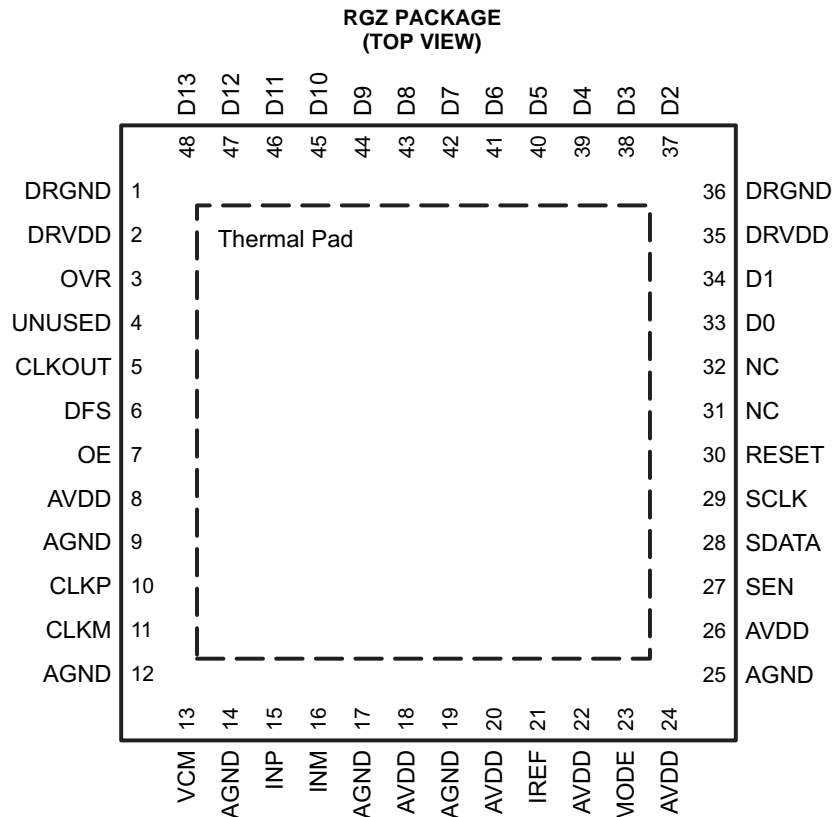 RGZ PACKAGE
(TOP VIEW)
D13 D12 D11 D10 D9 D8 D7 D6 D5 D4 D3 D2
48 47 46 45 44 43 42 41 40 39 38 37
DRGND 1 36 DRGND
DRVDD 2 Thermal Pad 35 DRVDD
OVR 3 34 D1
UNUSED 4 33 D0
CLKOUT 5 32 NC
DFS 6 31 NC
OE 7 30 RESET
AVDD 8 29 SCLK
AGND 9 28 SDATA
CLKP 10 27 SEN
CLKM 11 26 AVDD
AGND 12 25 AGND
13 14 15 16 17 18 19 20 21 22 23 24
VCM AGND INP INM AGND AVDD AGND AVDD IREF AVDD MODE AVDD